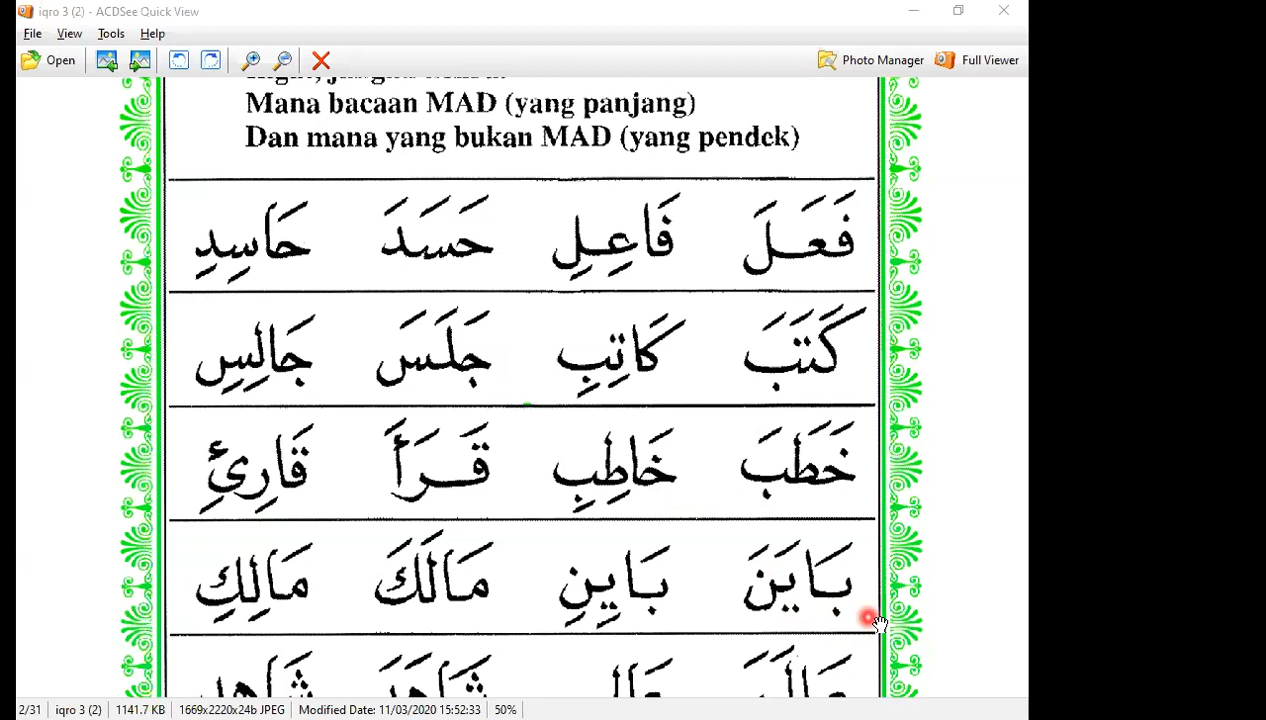 iqro 3 (2) - ACDSee Quick View
File View Tools Help
Open Photo Manager Full Viewer
Mana bacaan MAD (yang panjang)
Dan mana yang bukan MAD (yang pendek)
فَعَلَ فَاعِلِ حَسَدَ حَاسِدِ
كَتَبَ كَاتِبِ جَلَسَ جَالِسِ
خَطَبَ خَاطِبِ قَرَأَ قَارِئِ
بَايَنَ بَايِنِ مَالَكَ مَالِكِ
2/31 iqro 3 (2) 1141.7 KB 1669x2220x24b JPEG Modified Date: 11/03/2020 15:52:33 50%